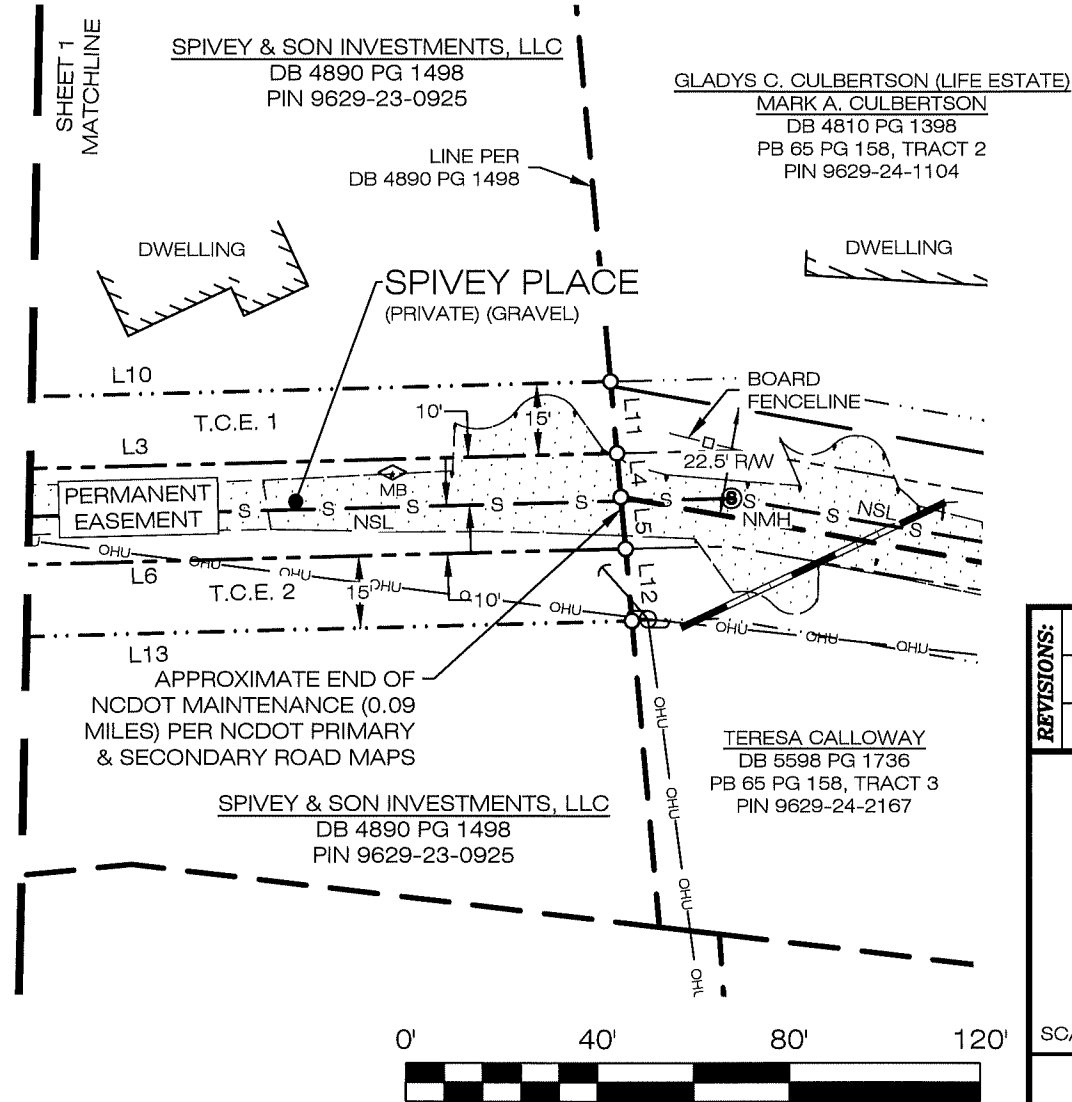 SHEET 1
MATCHLINE
SPIVEY & SON INVESTMENTS, LLC
DB 4890 PG 1498
PIN 9629-23-0925
GLADYS C. CULBERTSON (LIFE ESTATE)
MARK A. CULBERTSON
DB 4810 PG 1398
PB 65 PG 158, TRACT 2
PIN 9629-24-1104
LINE PER
DB 4890 PG 1498
DWELLING
DWELLING
SPIVEY PLACE
(PRIVATE) (GRAVEL)
L10
T.C.E. 1
10'
15'
L11
BOARD
FENCELINE
L3
L4
22.5' R/W
MB
PERMANENT
EASEMENT
S
S
S
S
S
S
NSL
L5
S
S
NMH
S
NSL
S
OHU
L6
OHU
T.C.E. 2
OHU
15'
OHU
10'
L12
OHU
OHU
OHU
OHU
L13
APPROXIMATE END OF
NCDOT MAINTENANCE (0.09
MILES) PER NCDOT PRIMARY
& SECONDARY ROAD MAPS
TERESA CALLOWAY
DB 5598 PG 1736
PB 65 PG 158, TRACT 3
PIN 9629-24-2167
OHU
OHU
OHU
SPIVEY & SON INVESTMENTS, LLC
DB 4890 PG 1498
PIN 9629-23-0925
REVISIONS:
0' 40' 80' 120'